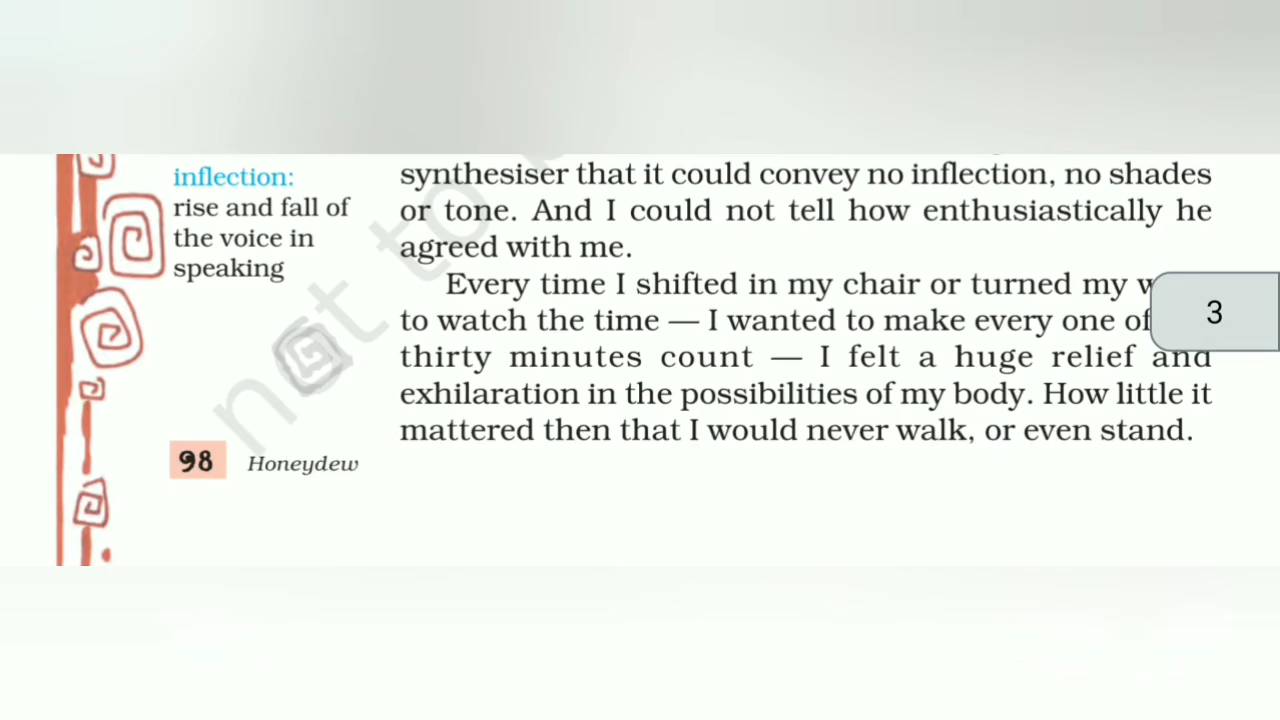 inflection:
rise and fall of
the voice in
speaking
synthesiser that it could convey no inflection, no shades
or tone. And I could not tell how enthusiastically he
agreed with me.
Every time I shifted in my chair or turned my
to watch the time — I wanted to make every one of
thirty minutes count — I felt a huge relief and
exhilaration in the possibilities of my body. How little it
mattered then that I would never walk, or even stand.
3
98 Honeydew
not to